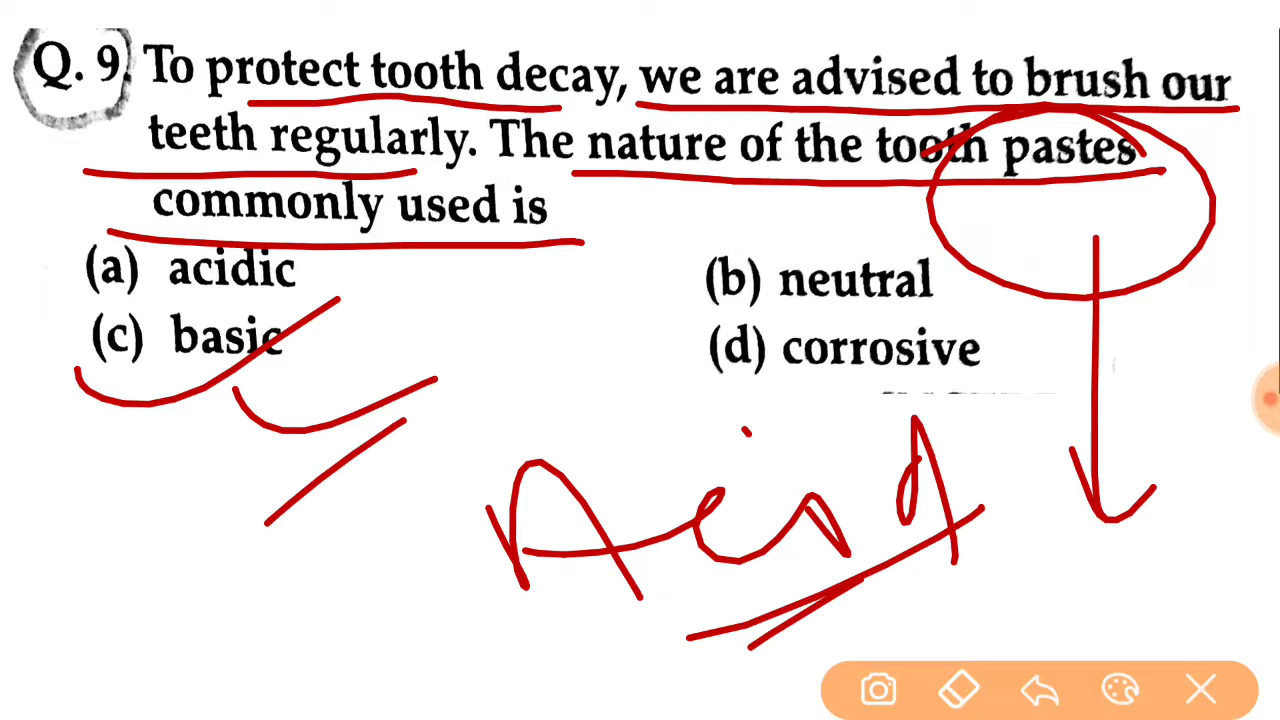 Q. 9. To protect tooth decay, we are advised to brush our
teeth regularly. The nature of the tooth pastes
commonly used is
(a) acidic
(b) neutral
(c) basic
(d) corrosive
Acid